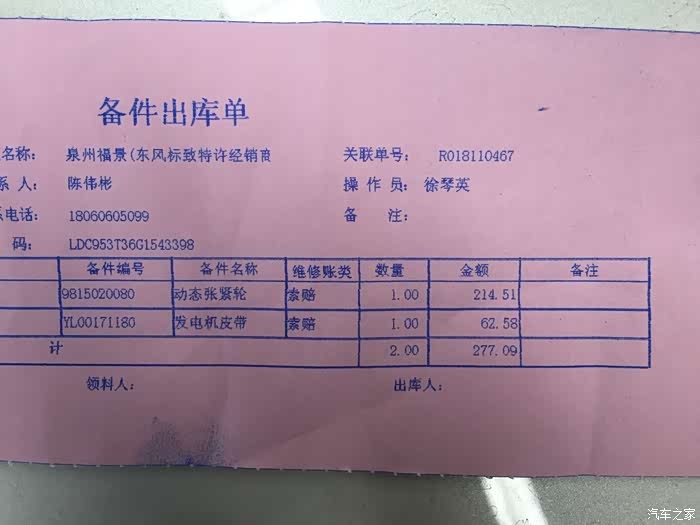 备件出库单
名称： 泉州福景(东风标致特许经销商 关联单号： R018110467
系 人： 陈伟彬 操 作 员：徐琴英
电话： 18060605099 备 注：
码： LDC953T36G1543398
备件编号 备件名称 维修账类 数量 金额 备注
9815020080 动态张紧轮 索赔 1.00 214.51
YL00171180 发电机皮带 索赔 1.00 62.58
计 2.00 277.09
领料人： 出库人：
汽车之家